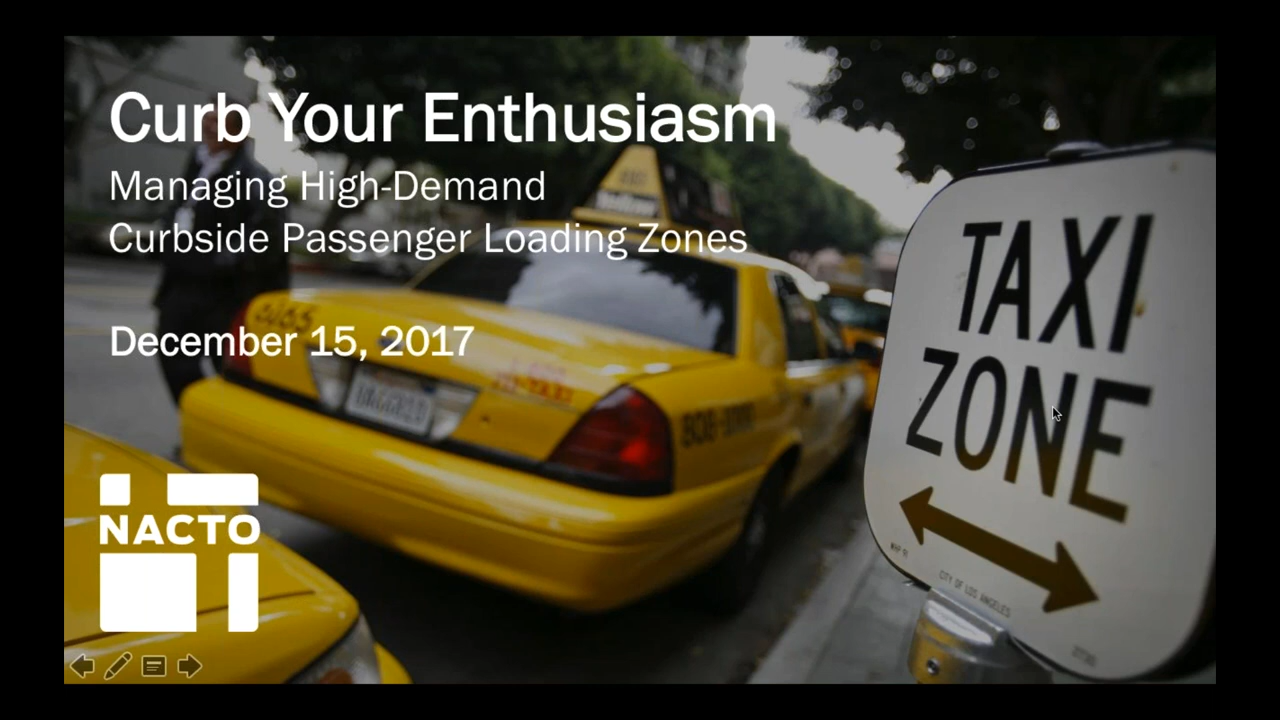 Curb Your Enthusiasm
Managing High-Demand
Curbside Passenger Loading Zones
December 15, 2017
NACTO
TAXI
ZONE
CITY OF LOS ANGELES